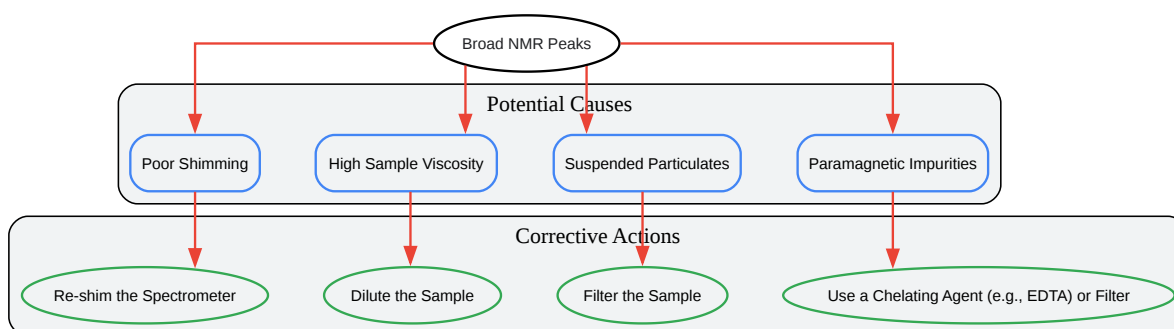 Broad NMR Peaks
Potential Causes
Poor Shimming
High Sample Viscosity
Suspended Particulates
Paramagnetic Impurities
Corrective Actions
Re-shim the Spectrometer
Dilute the Sample
Filter the Sample
Use a Chelating Agent (e.g., EDTA) or Filter